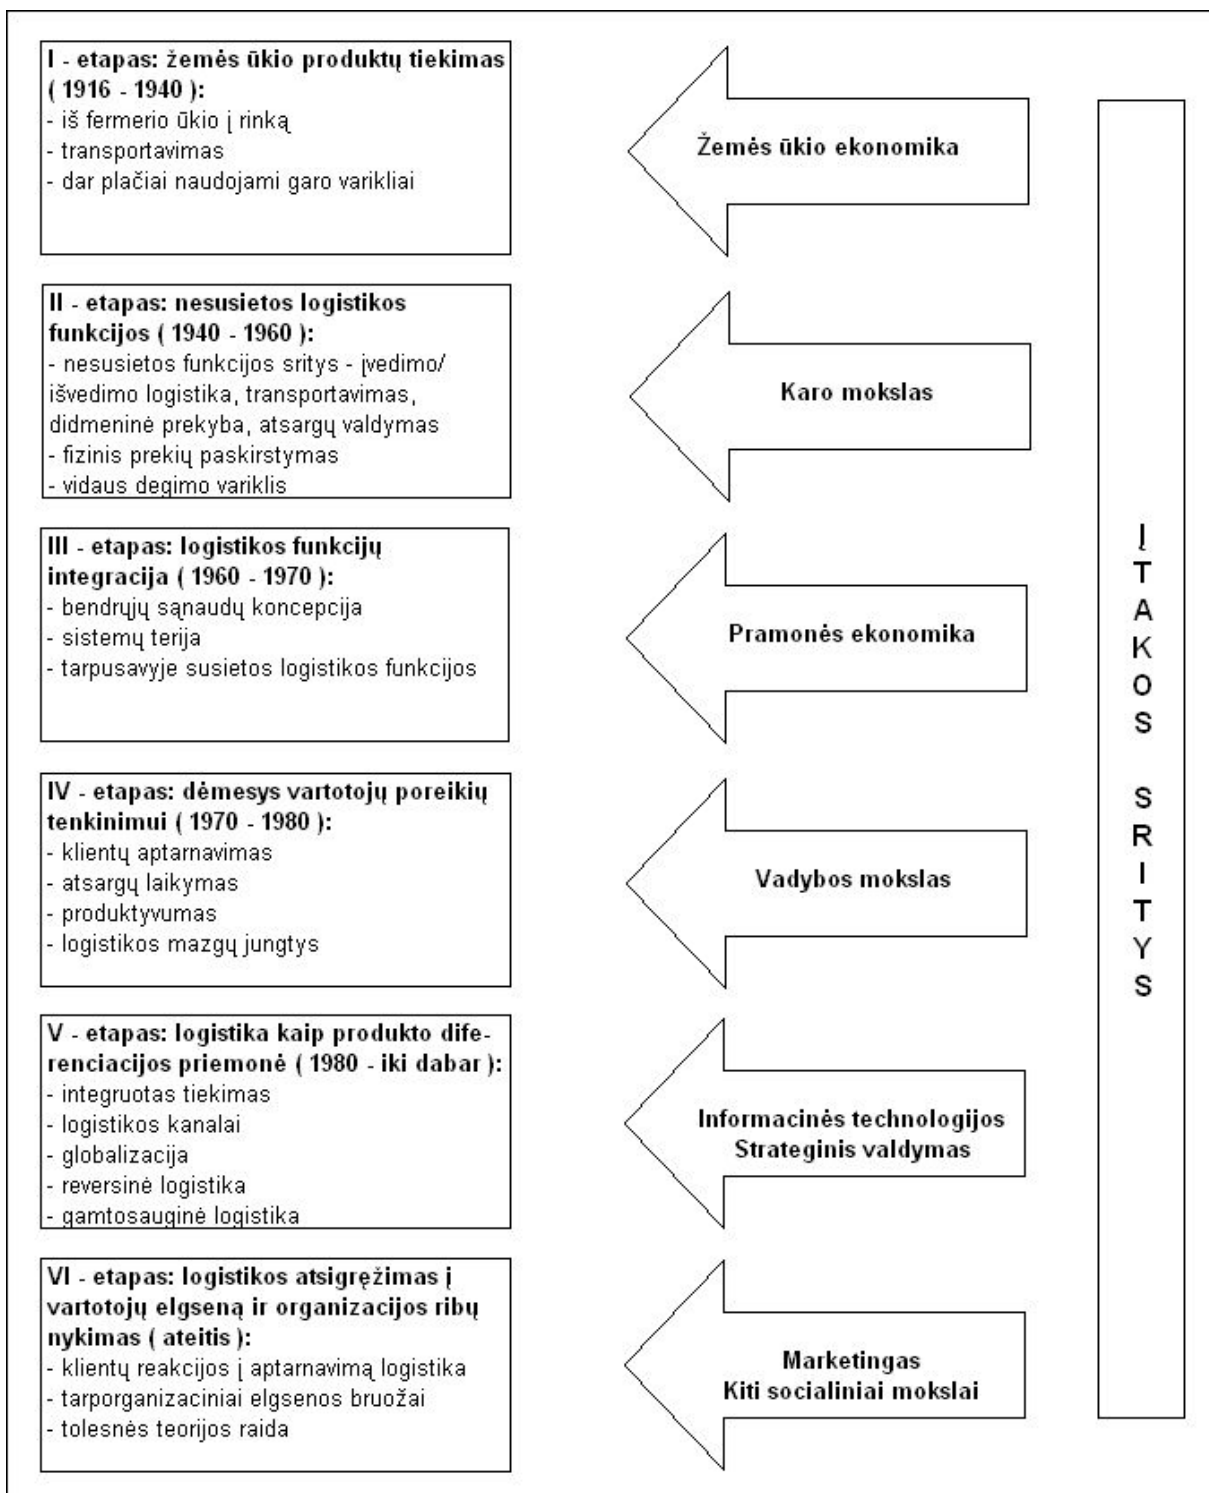 I - etapas: žemės ūkio produktų tiekimas
( 1916 - 1940 ):
- iš fermerio ūkio į rinką
- transportavimas
- dar plačiai naudojami garo varikliai
Žemės ūkio ekonomika
II - etapas: nesusietos logistikos
funkcijos ( 1940 - 1960 ):
- nesusietos funkcijos sritys - įvedimo/
išvedimo logistika, transportavimas,
didmeninė prekyba, atsargų valdymas
- fizinis prekių paskirstymas
- vidaus degimo variklis
Karo mokslas
III - etapas: logistikos funkcijų
integracija ( 1960 - 1970 ):
- bendrųjų sąnaudų koncepcija
- sistemų terija
- tarpusavyje susietos logistikos funkcijos
Pramonės ekonomika
IV - etapas: dėmesys vartotojų poreikių
tenkinimui ( 1970 - 1980 ):
- klientų aptarnavimas
- atsargų laikymas
- produktyvumas
- logistikos mazgų jungtys
Vadybos mokslas
V - etapas: logistika kaip produkto dife-
renciacijos priemonė ( 1980 - iki dabar ):
- integruotas tiekimas
- logistikos kanalai
- globalizacija
- reversinė logistika
- gamtosauginė logistika
Informacinės technologijos
Strateginis valdymas
VI - etapas: logistikos atsigręžimas į
vartotojų elgseną ir organizacijos ribų
nykimas ( ateitis ):
- klientų reakcijos į aptarnavimą logistika
- tarporganizaciniai elgsenos bruožai
- tolesnės teorijos raida
Marketingas
Kiti socialiniai mokslai
ĮTAKOS SRITYS